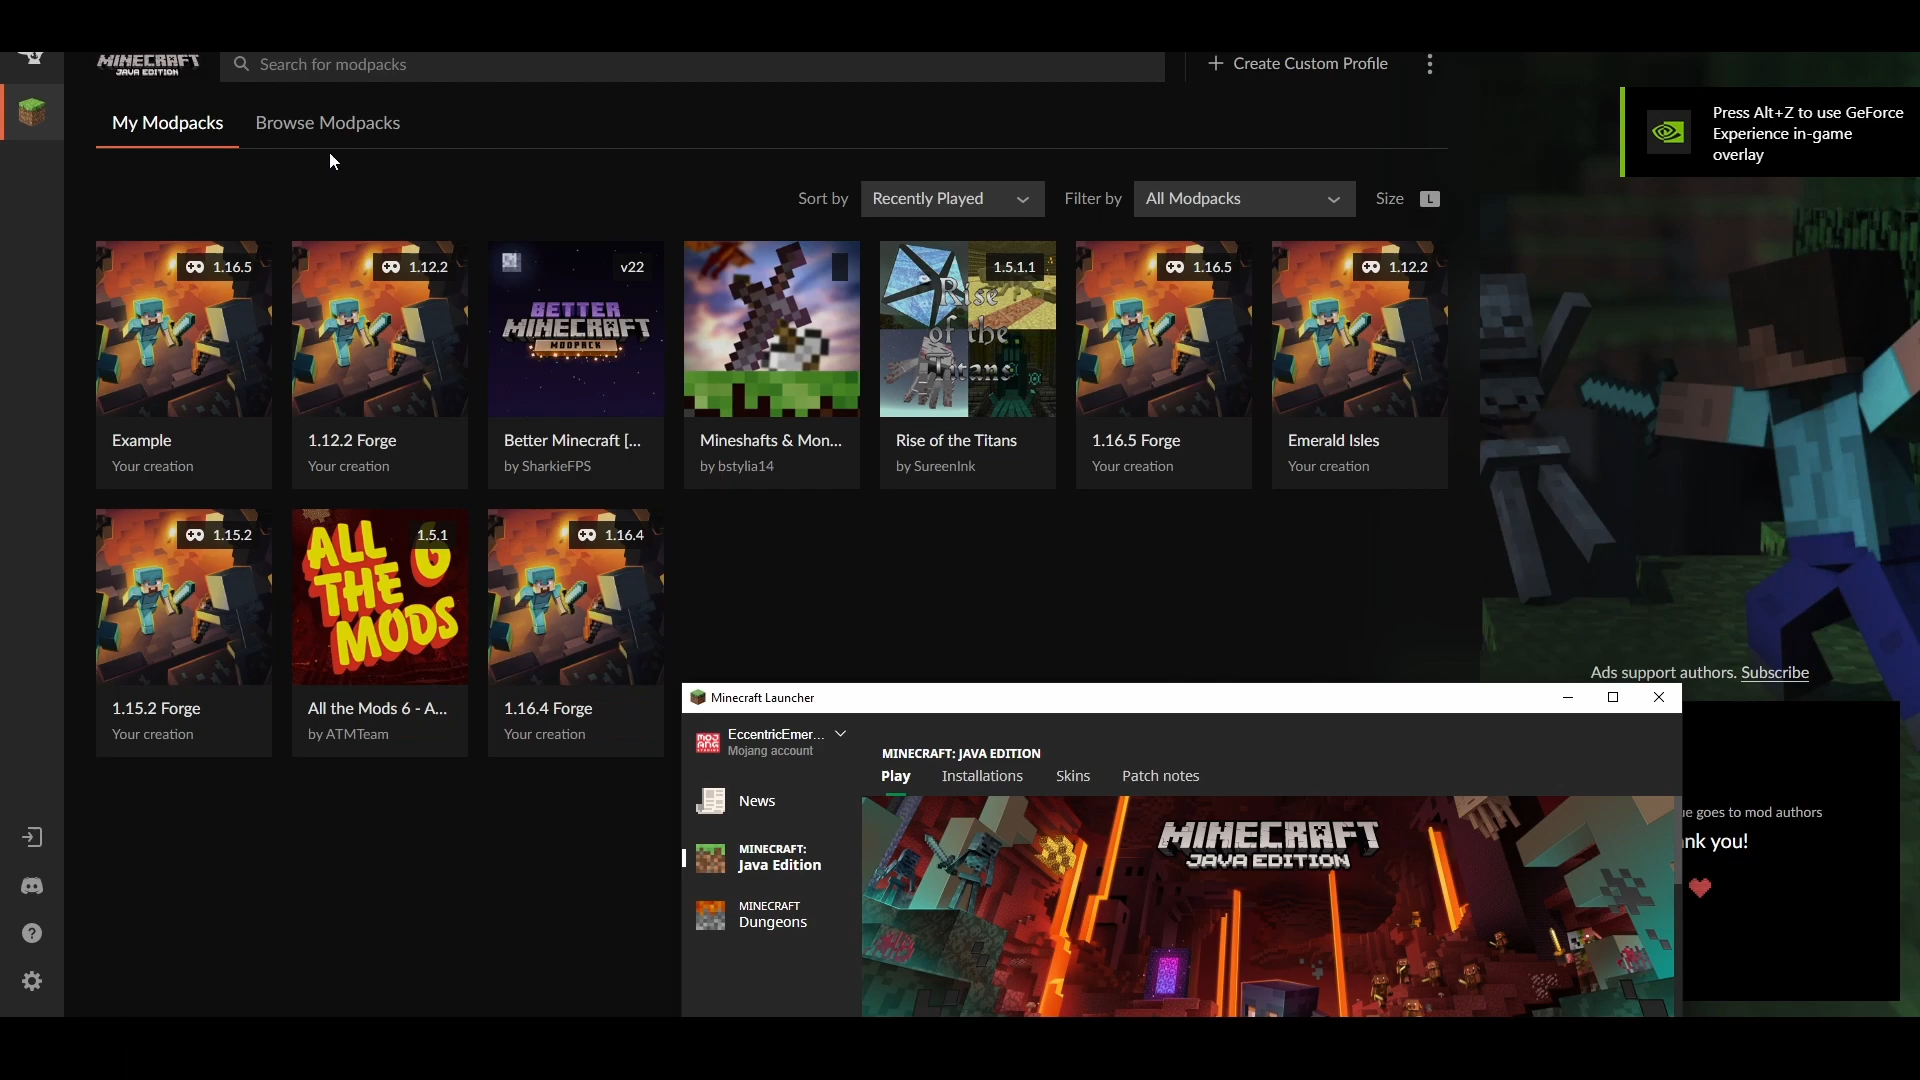 MINECRAFT
JAVA EDITION
Search for modpacks
Create Custom Profile
My Modpacks
Browse Modpacks
Press Alt+Z to use GeForce
Experience in-game
overlay
Sort by
Recently Played
Filter by
All Modpacks
Size
L
1.16.5
1.12.2
v22
1.5.1.1
1.16.5
1.12.2
BETTER
MINECRAFT
MODPACK
Rise
of the
Titans
Example
Your creation
1.12.2 Forge
Your creation
Better Minecraft [...
by SharkieFPS
Mineshafts & Mon...
by bstylia14
Rise of the Titans
by SureenInk
1.16.5 Forge
Your creation
Emerald Isles
Your creation
1.15.2
1.5.1
1.16.4
ALL
THE 6
MODS
1.15.2 Forge
Your creation
All the Mods 6 - A...
by ATMTeam
1.16.4 Forge
Your creation
Ads support authors. Subscribe
Minecraft Launcher
MOJANG
STUDIOS
EccentricEmer...
Mojang account
MINECRAFT: JAVA EDITION
Play
Installations
Skins
Patch notes
News
MINECRAFT:
Java Edition
MINECRAFT
Dungeons
MINECRAFT
JAVA EDITION
ue goes to mod authors
ank you!